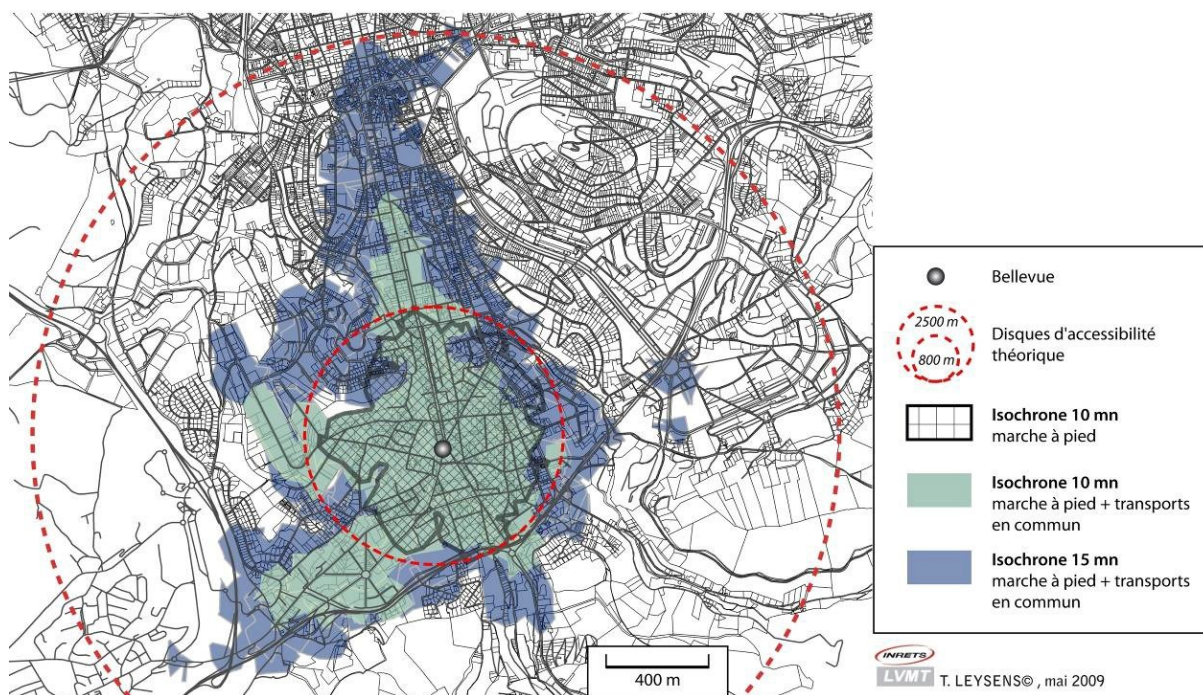 Bellevue
2500 m
800 m
Disques d'accessibilité
théorique
Isochrone 10 mn
marche à pied
Isochrone 10 mn
marche à pied + transports
en commun
Isochrone 15 mn
marche à pied + transports
en commun
400 m
INRETS
LVMT T. LEYSENS© , mai 2009